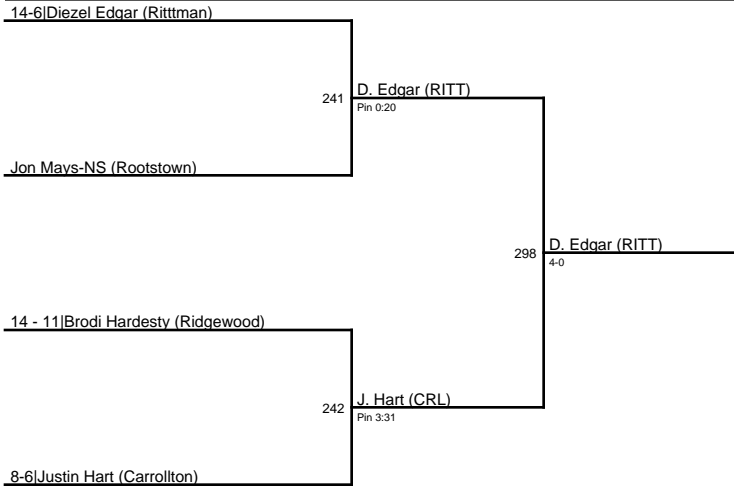 14-6|Diezel Edgar (Ritttman)
241
D. Edgar (RITT)
Pin 0:20
Jon Mays-NS (Rootstown)
298
D. Edgar (RITT)
4-0
14 - 11|Brodi Hardesty (Ridgewood)
242
J. Hart (CRL)
Pin 3:31
8-6|Justin Hart (Carrollton)